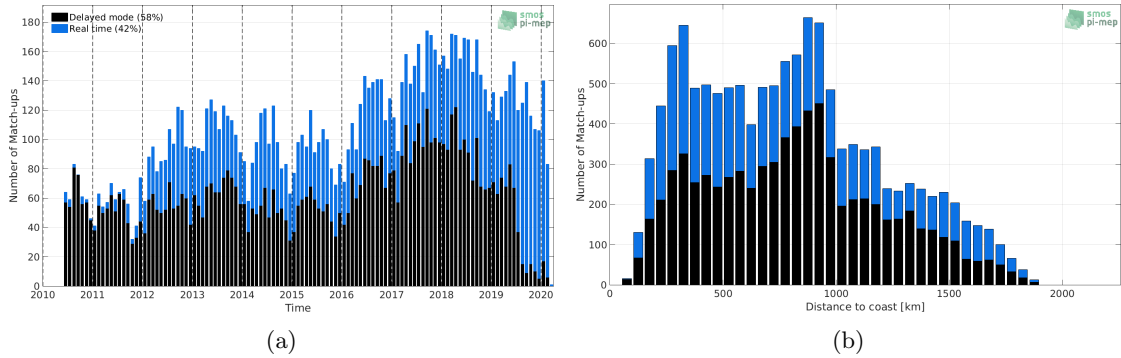 Delayed mode (58%)
Real time (42%)
smos
pi-mep
Number of Match-ups
180
160
140
120
100
80
60
40
20
0
2010 2011 2012 2013 2014 2015 2016 2017 2018 2019 2020
Time
(a)
smos
pi-mep
Number of Match-ups
600
500
400
300
200
100
0
0 500 1000 1500 2000
Distance to coast [km]
(b)